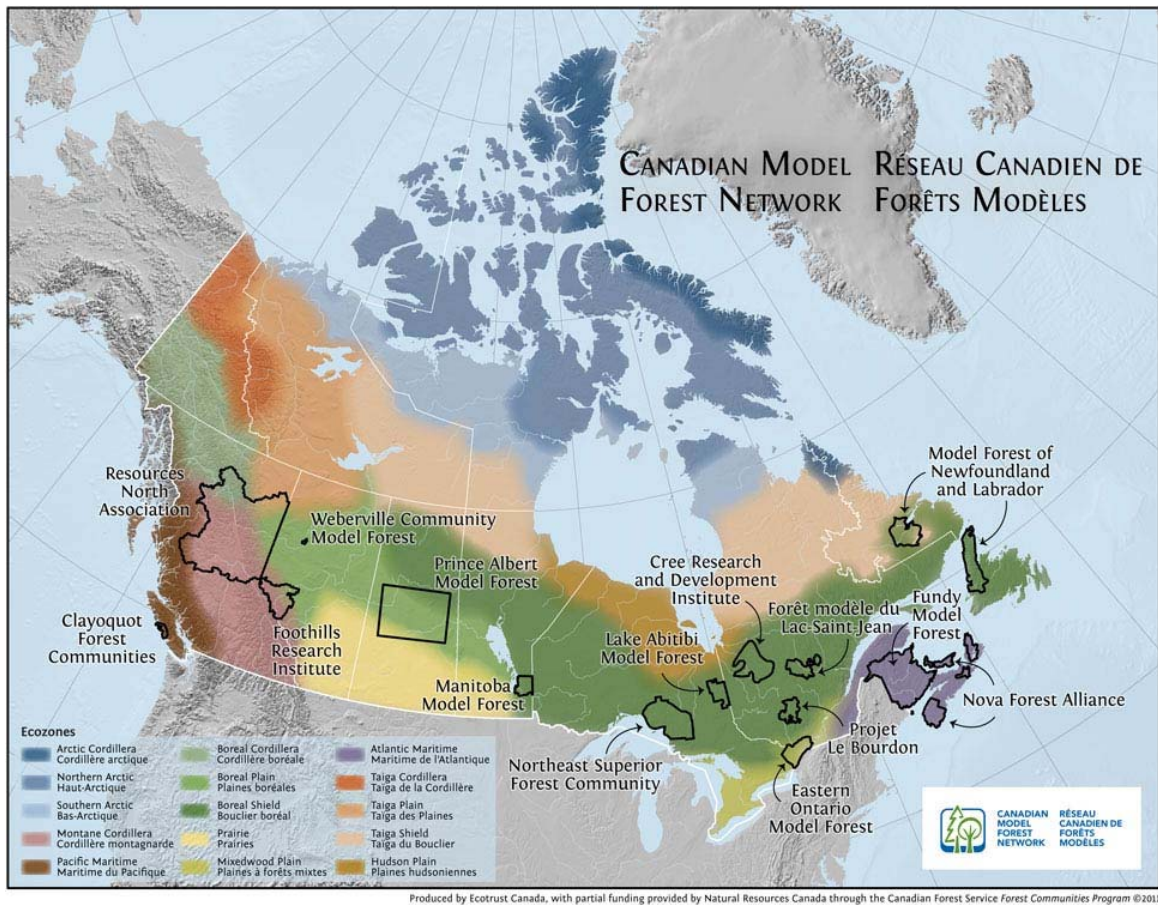 CANADIAN MODEL
FOREST NETWORK
RÉSEAU CANADIEN DE
FORÊTS MODÈLES
Resources
North
Association
Weberville Community
Model Forest
Prince Albert
Model Forest
Clayoquot
Forest
Communities
Foothills
Research
Institute
Manitoba
Model Forest
Lake Abitibi
Model Forest
Cree Research
and Development
Institute
Forêt modèle du
Lac-Saint-Jean
Model Forest of
Newfoundland
and Labrador
Fundy
Model
Forest
Nova Forest Alliance
Projet
Le Bourdon
Northeast Superior
Forest Community
Eastern
Ontario
Model Forest
Ecozones
Arctic Cordillera
Cordillère arctique
Northern Arctic
Haut-Arctique
Southern Arctic
Bas-Arctique
Montane Cordillera
Cordillère montagnarde
Pacific Maritime
Maritime du Pacifique
Boreal Cordillera
Cordillère boréale
Boreal Plain
Plaines boréales
Boreal Shield
Bouclier boréal
Prairie
Prairies
Mixedwood Plain
Plaines à forêts mixtes
Atlantic Maritime
Maritime de l'Atlantique
Taiga Cordillera
Taïga de la Cordillère
Taiga Plain
Taïga des Plaines
Taiga Shield
Taïga du Bouclier
Hudson Plain
Plaines hudsoniennes
CANADIAN
MODEL
FOREST
NETWORK
RÉSEAU
CANADIEN DE
FORÊTS
MODÈLES
Produced by Ecotrust Canada, with partial funding provided by Natural Resources Canada through the Canadian Forest Service Forest Communities Program